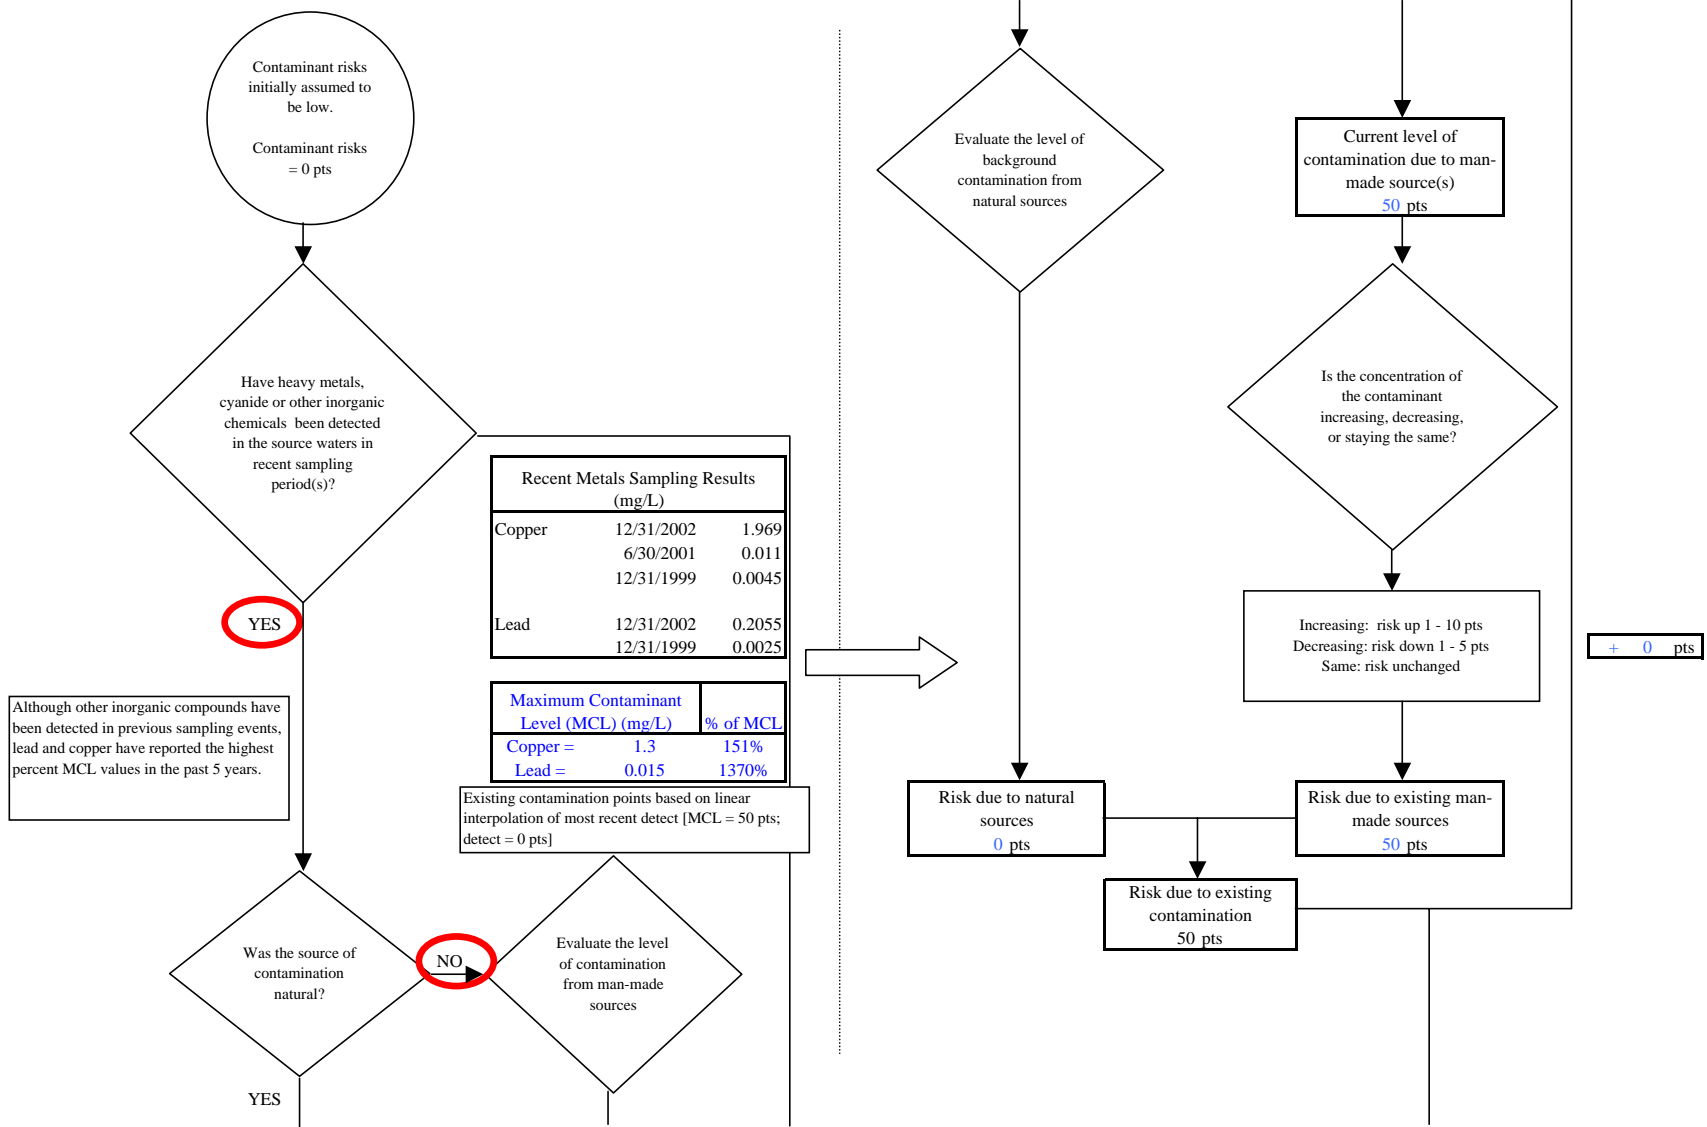 Contaminant risks
initially assumed to
be low.
Contaminant risks
= 0 pts
Have heavy metals,
cyanide or other inorganic
chemicals been detected
in the source waters in
recent sampling
period(s)?
YES
Although other inorganic compounds have
been detected in previous sampling events,
lead and copper have reported the highest
percent MCL values in the past 5 years.
Recent Metals Sampling Results
(mg/L)
Copper 12/31/2002 1.969
6/30/2001 0.011
12/31/1999 0.0045
Lead 12/31/2002 0.2055
12/31/1999 0.0025
Maximum Contaminant
Level (MCL) (mg/L) % of MCL
Copper = 1.3 151%
Lead = 0.015 1370%
Existing contamination points based on linear
interpolation of most recent detect [MCL = 50 pts;
detect = 0 pts]
Was the source of
contamination
natural?
NO
Evaluate the level
of contamination
from man-made
sources
YES
Evaluate the level of
background
contamination from
natural sources
Current level of
contamination due to man-
made source(s)
50 pts
Is the concentration of
the contaminant
increasing, decreasing,
or staying the same?
Increasing: risk up 1 - 10 pts
Decreasing: risk down 1 - 5 pts
Same: risk unchanged
+ 0 pts
Risk due to natural
sources
0 pts
Risk due to existing man-
made sources
50 pts
Risk due to existing
contamination
50 pts